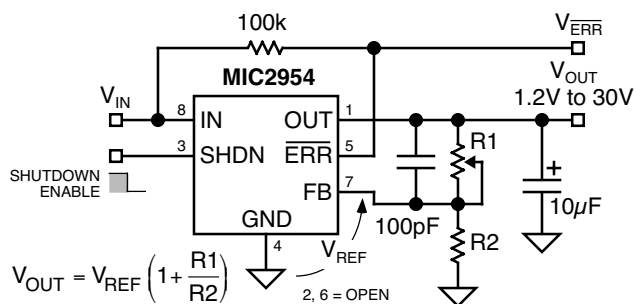 100k
V_ERR
MIC2954
V_OUT
1.2V to 30V
V_IN
8 IN OUT 1
3 SHDN ERR 5
FB 7
GND
4
R1
R2
100pF
+
10µF
SHUTDOWN
ENABLE
V_REF
V_OUT = V_REF (1 + R1/R2)
2, 6 = OPEN